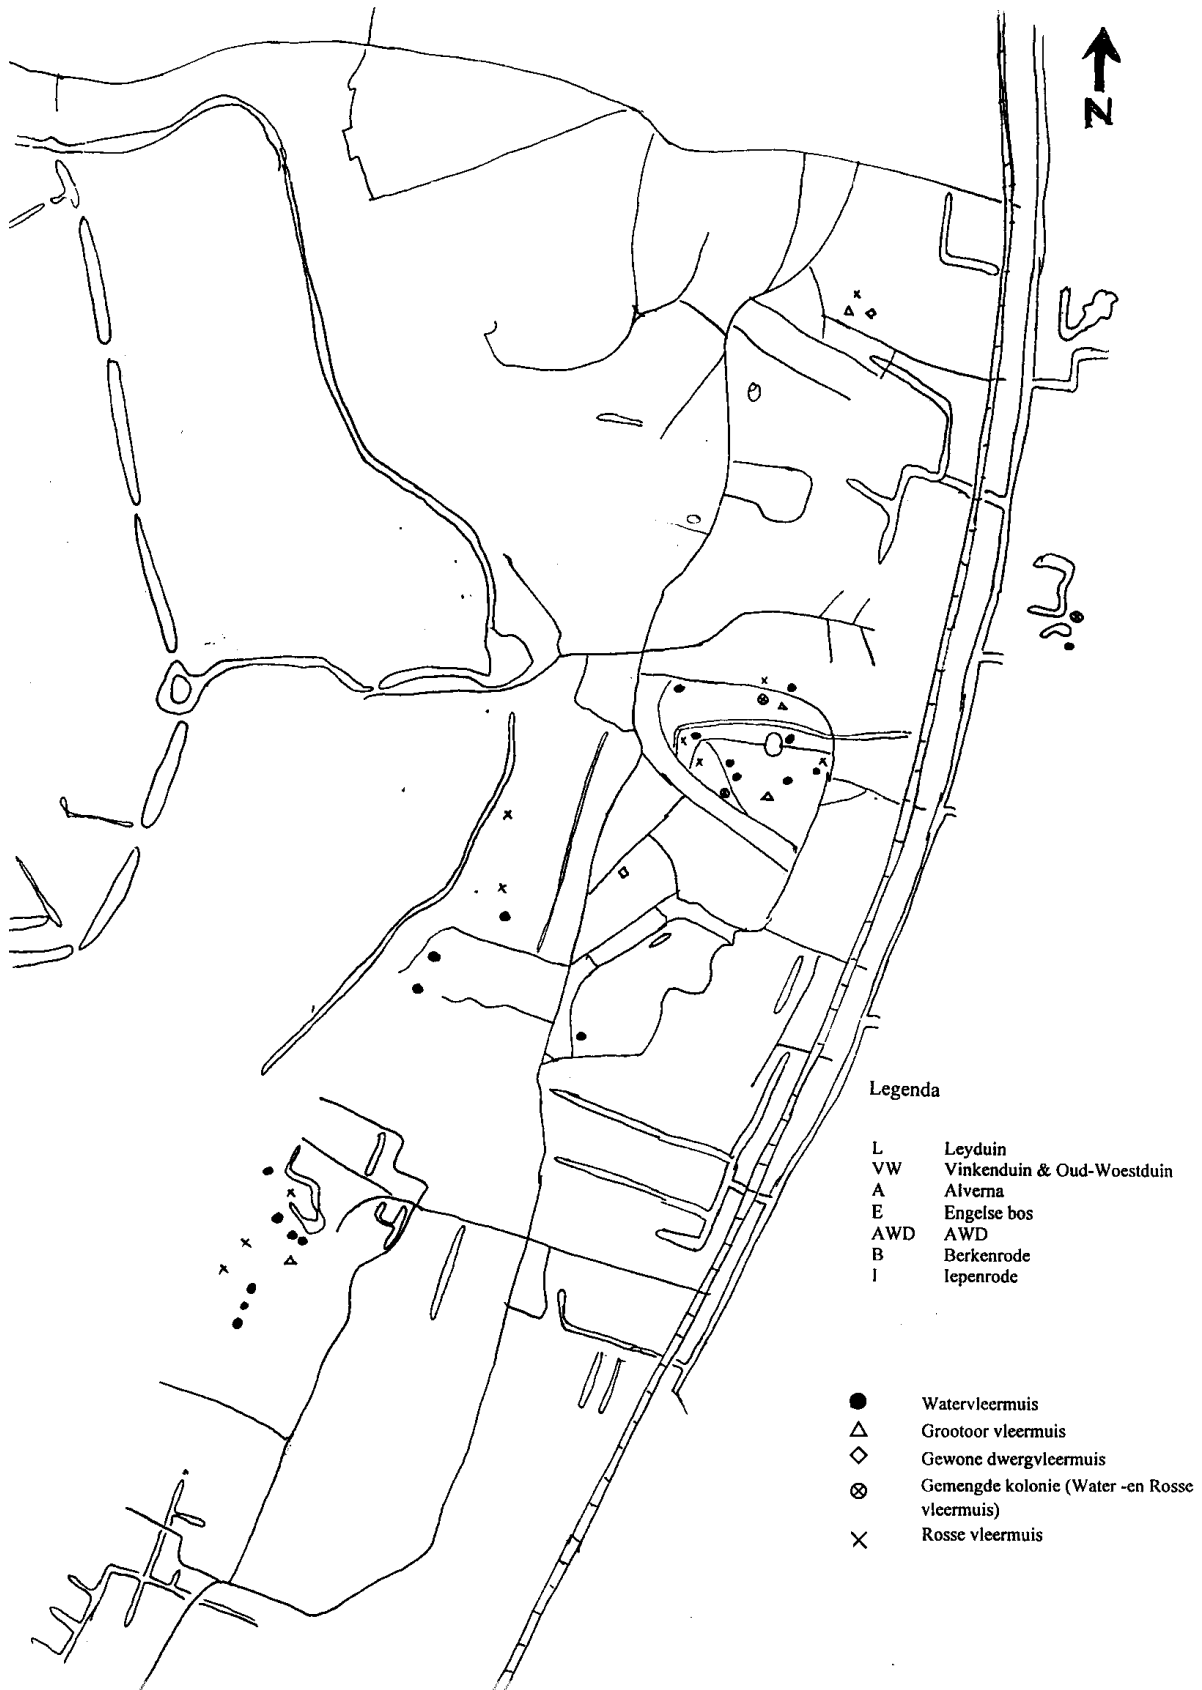 N
Legenda
L Leyduin
VW Vinkenduin & Oud-Woestduin
A Alverna
E Engelse bos
AWD AWD
B Berkenrode
I Iepenrode
Watervleermuis
Grootoor vleermuis
Gewone dwergvleermuis
Gemengde kolonie (Water -en Rosse
vleermuis)
Rosse vleermuis